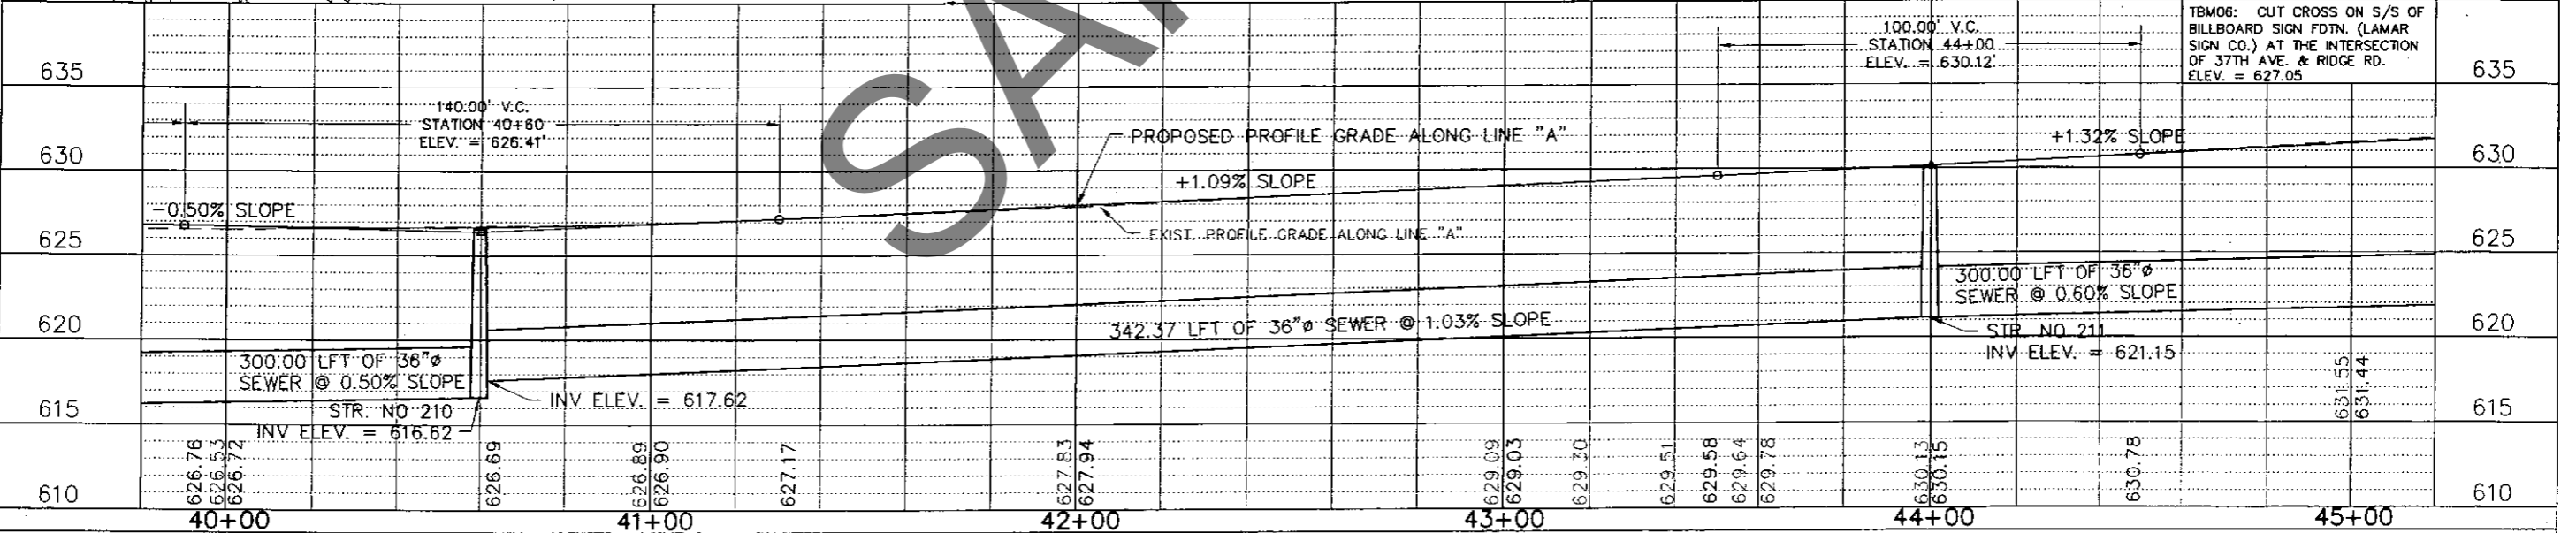 100.00' V.C.
STATION 44+00
ELEV. = 630.12'
TBM06: CUT CROSS ON S/S OF
BILLBOARD SIGN FDTN. (LAMAR
SIGN CO.) AT THE INTERSECTION
OF 37TH AVE. & RIDGE RD.
ELEV. = 627.05
635
635
140.00' V.C.
STATION 40+60
ELEV. = 626.41'
PROPOSED PROFILE GRADE ALONG LINE "A"
+1.32% SLOPE
630
630
+1.09% SLOPE
-0.50% SLOPE
EXIST. PROFILE GRADE ALONG LINE "A"
625
625
300.00 LFT OF 36"ø
SEWER @ 0.60% SLOPE
342.37 LFT OF 36"ø SEWER @ 1.03% SLOPE
620
620
STR. NO 211
INV ELEV. = 621.15
300.00 LFT OF 36"ø
SEWER @ 0.50% SLOPE
INV ELEV. = 617.62
STR. NO 210
INV ELEV. = 616.62
615
615
626.76
626.53
626.72
626.69
626.89
626.90
627.17
627.83
627.94
629.09
629.03
629.30
629.51
629.58
629.64
629.78
630.13
630.15
630.78
631.55
631.44
610
610
40+00
41+00
42+00
43+00
44+00
45+00